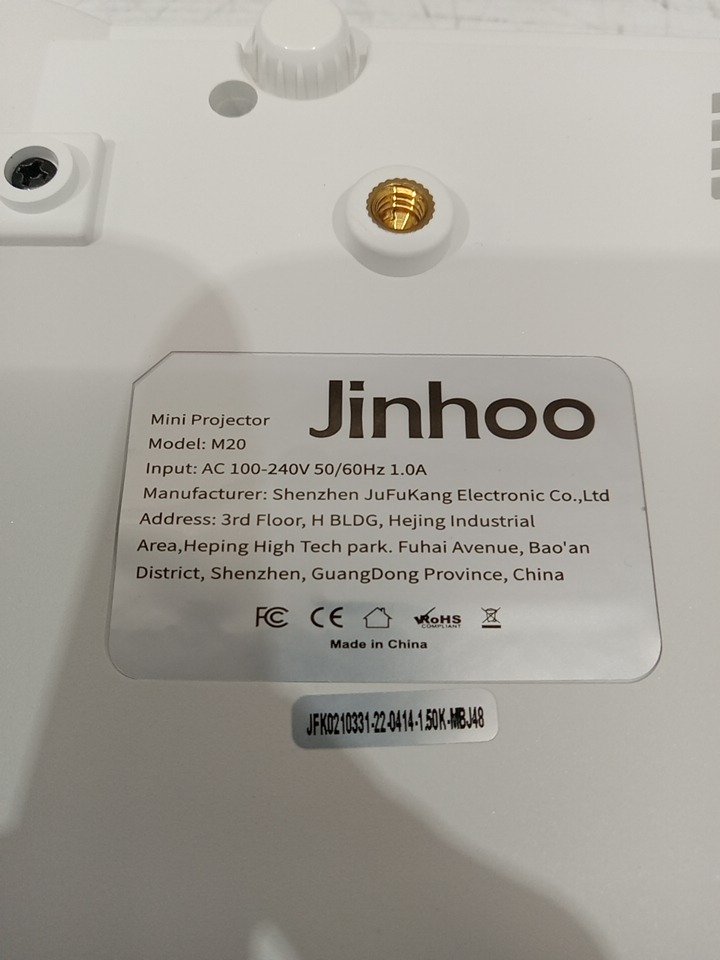 Jinhoo
Mini Projector
Model: M20
Input: AC 100-240V 50/60Hz 1.0A
Manufacturer: Shenzhen JuFuKang Electronic Co.,Ltd
Address: 3rd Floor, H BLDG, Hejing Industrial
Area,Heping High Tech park. Fuhai Avenue, Bao'an
District, Shenzhen, GuangDong Province, China
FC CE RoHS
COMPLIANT
Made in China
JFK0210331-22-0414-1.50K-MBJ48